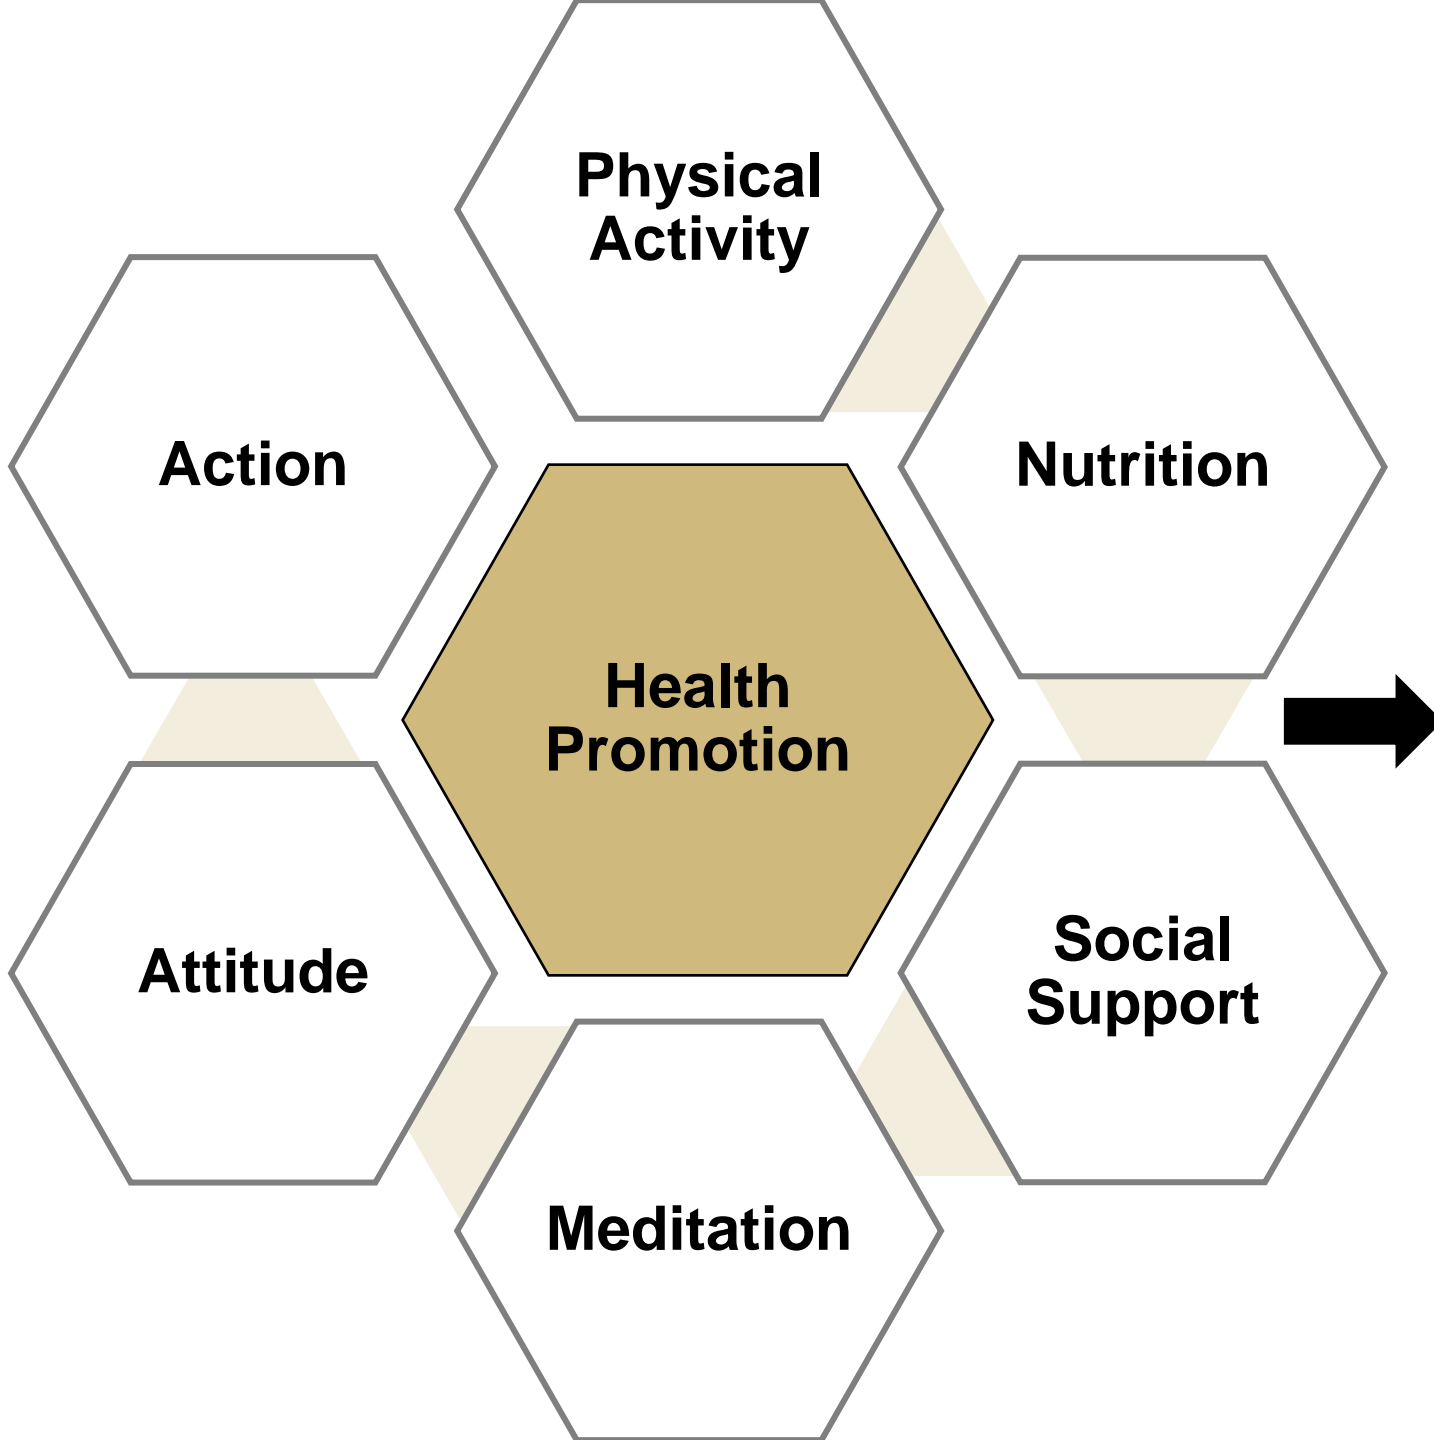 Physical
Activity
Action
Nutrition
Health
Promotion
Attitude
Social
Support
Meditation